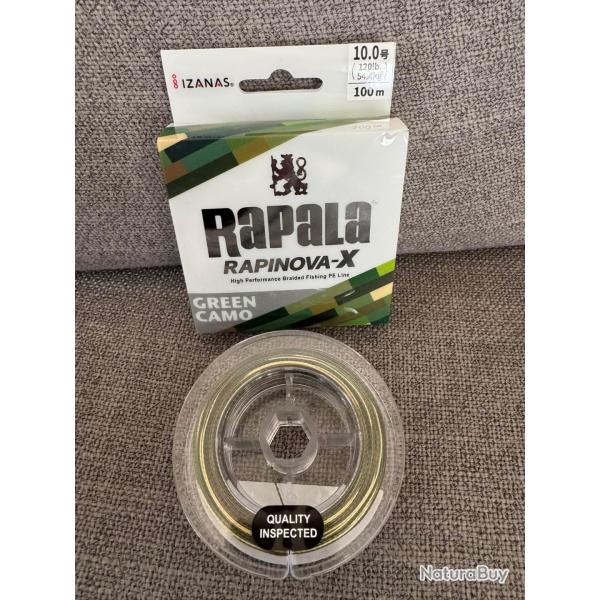 IZANAS®
10.0号
120lb.
54.4kg
100m
RAPALA
RAPINOVA-X
High Performance Braided Fishing PE Line
GREEN
CAMO
QUALITY
INSPECTED
NaturaBuy